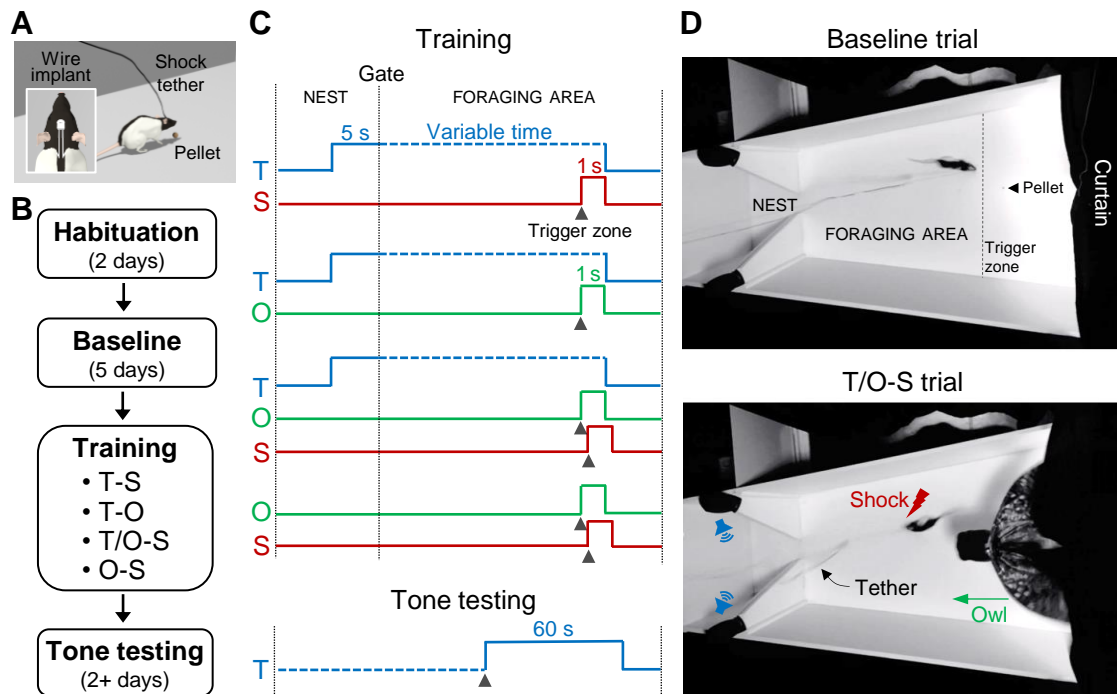 A
Wire
implant
Shock
tether
Pellet
B
Habituation
(2 days)
Baseline
(5 days)
Training
• T-S
• T-O
• T/O-S
• O-S
Tone testing
(2+ days)
C
Training
Gate
NEST
FORAGING AREA
5 s
Variable time
T
1 s
S
Trigger zone
T
1 s
O
T
O
S
O
S
Tone testing
60 s
T
D
Baseline trial
NEST
FORAGING AREA
Pellet
Trigger
zone
Curtain
T/O-S trial
Shock
Tether
Owl